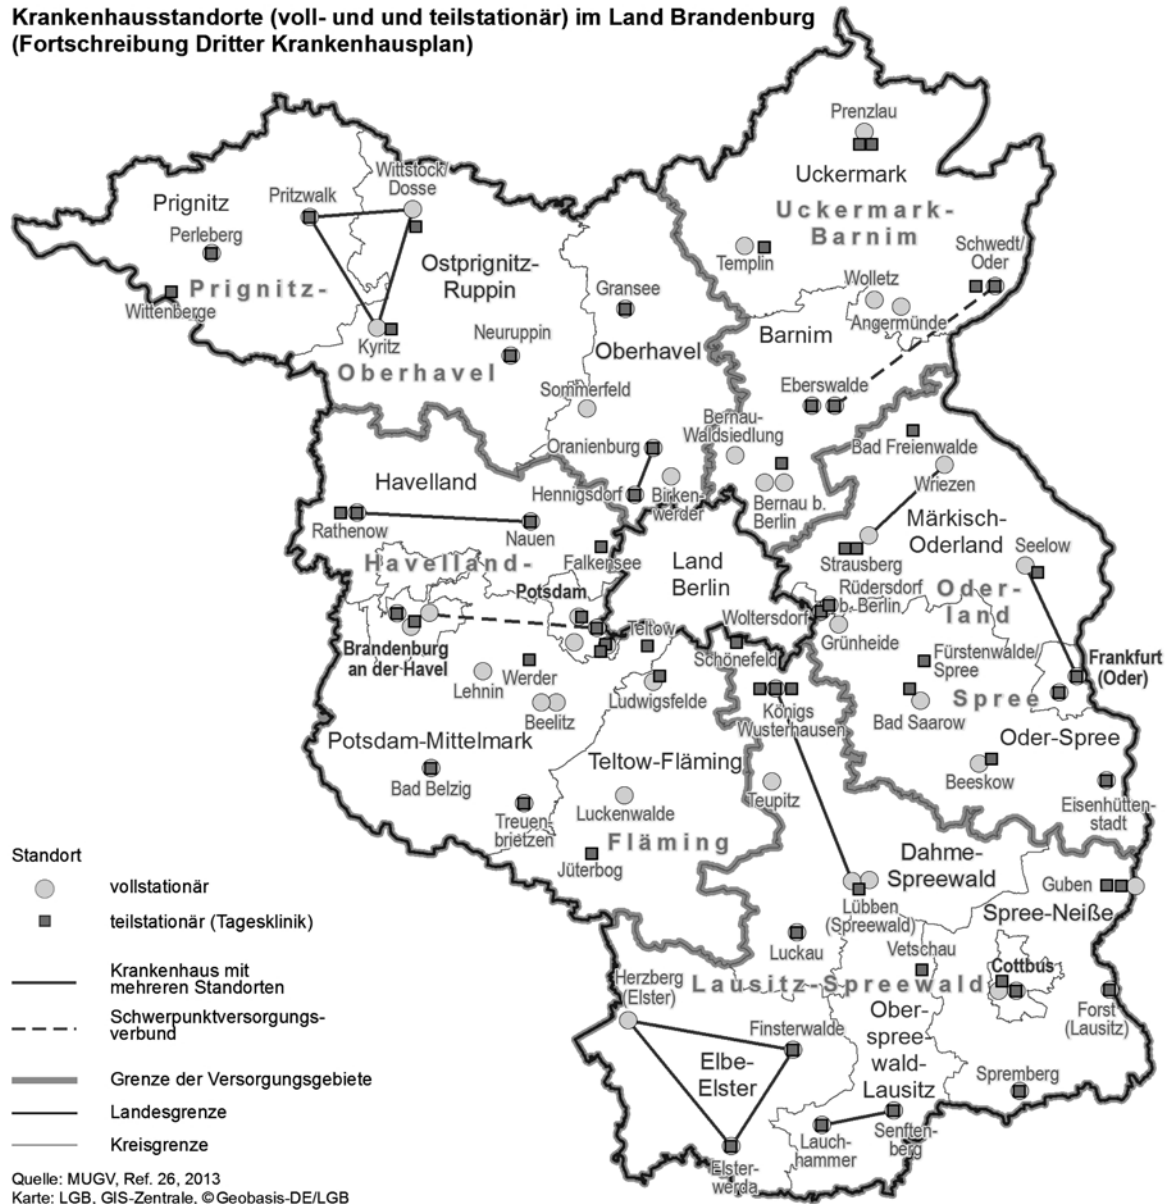 Krankenhausstandorte (voll- und und teilstationär) im Land Brandenburg
(Fortschreibung Dritter Krankenhausplan)
Prenzlau
Uckermark
Uckermark-
Barnim
Wittstock/
Dosse
Pritzwalk
Prignitz
Perleberg
Prignitz-
Wittenberge
Ostprignitz-
Ruppin
Kyritz
Neuruppin
Oberhavel
Gransee
Oberhavel
Sommerfeld
Templin
Schwedt/
Oder
Wolletz
Angermünde
Barnim
Eberswalde
Bernau-
Waldsiedlung
Bad Freienwalde
Wriezen
Oranienburg
Hennigsdorf
Birken-
werder
Bernau b.
Berlin
Havelland
Rathenow
Nauen
Falkensee
Havelland-
Märkisch-
Oderland
Strausberg
Seelow
Land
Berlin
Rüdersdorf
b. Berlin
Oder-
land
Woltersdorf
Grünheide
Potsdam
Brandenburg
an der Havel
Teltow
Schönefeld
Fürstenwalde/
Spree
Frankfurt
(Oder)
Spree
Lehnin
Werder
Beelitz
Ludwigsfelde
Königs
Wusterhausen
Bad Saarow
Potsdam-Mittelmark
Oder-Spree
Bad Belzig
Teltow-Fläming
Teupitz
Beeskow
Luckenwalde
Treuen-
brietzen
Eisenhütten-
stadt
Fläming
Jüterbog
Dahme-
Spreewald
Lübben
(Spreewald)
Guben
Spree-Neiße
Luckau
Vetschau
Cottbus
Herzberg
(Elster)
Lausitz-Spreewald
Forst
(Lausitz)
Finsterwalde
Ober-
spree-
wald-
Lausitz
Elbe-
Elster
Spremberg
Lauch-
hammer
Senften-
berg
Elster-
werda
Standort
vollstationär
teilstationär (Tagesklinik)
Krankenhaus mit
mehreren Standorten
Schwerpunktversorgungs-
verbund
Grenze der Versorgungsgebiete
Landesgrenze
Kreisgrenze
Quelle: MUGV, Ref. 26, 2013
Karte: LGB, GIS-Zentrale, © Geobasis-DE/LGB